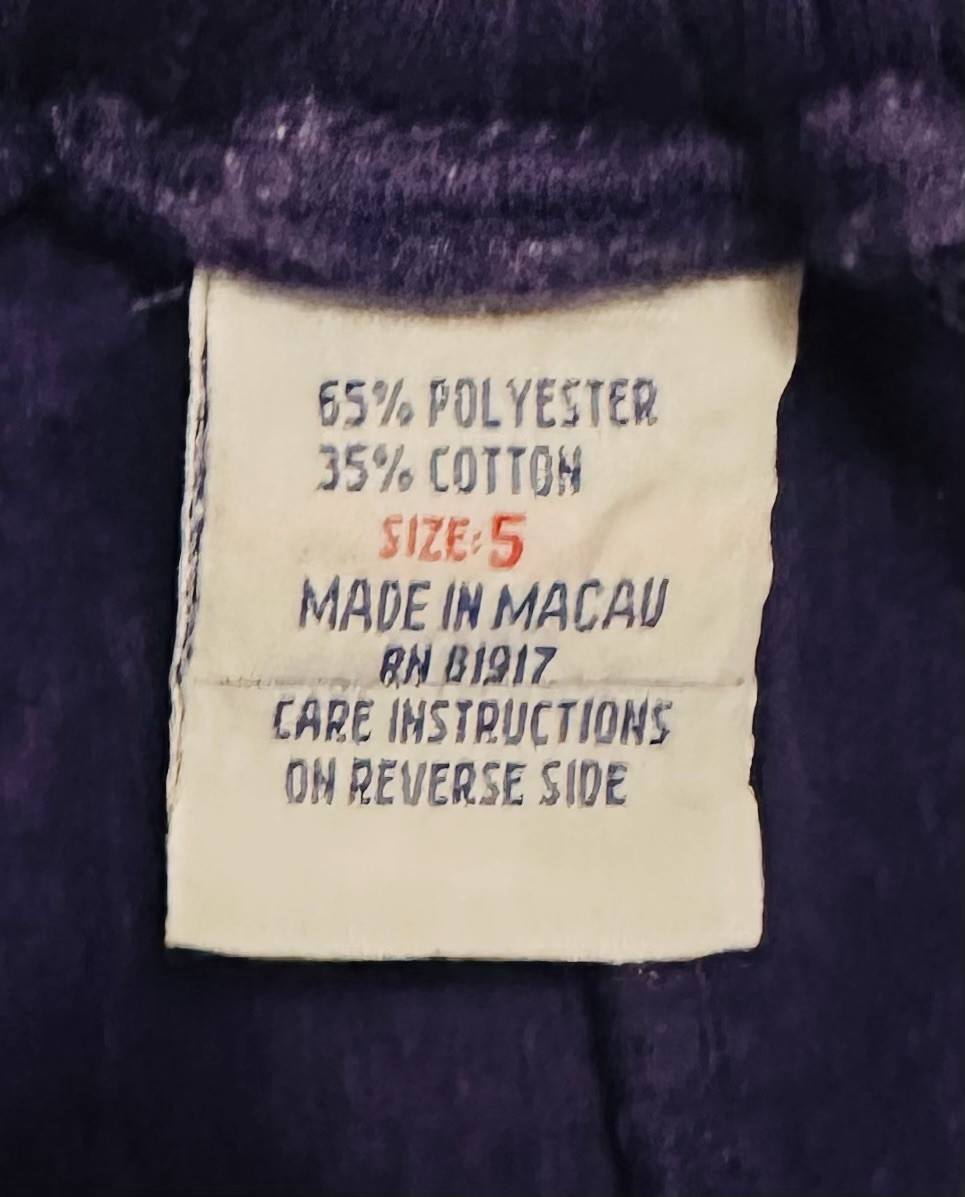 65% POLYESTER
35% COTTON
SIZE: 5
MADE IN MACAU
RN 81917
CARE INSTRUCTIONS
ON REVERSE SIDE